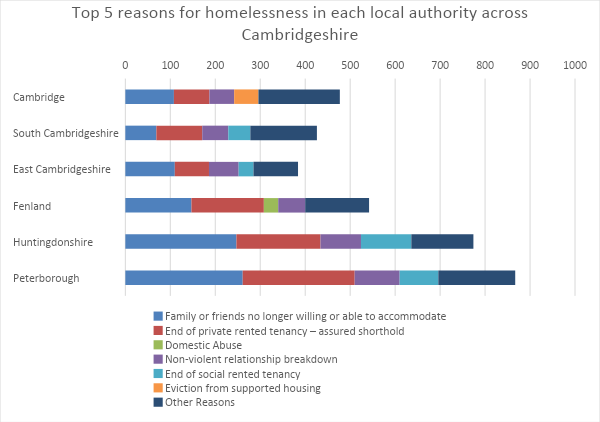 Top 5 reasons for homelessness in each local authority across
Cambridgeshire
0 100 200 300 400 500 600 700 800 900 1000
Cambridge
South Cambridgeshire
East Cambridgeshire
Fenland
Huntingdonshire
Peterborough
Family or friends no longer willing or able to accommodate
End of private rented tenancy – assured shorthold
Domestic Abuse
Non-violent relationship breakdown
End of social rented tenancy
Eviction from supported housing
Other Reasons